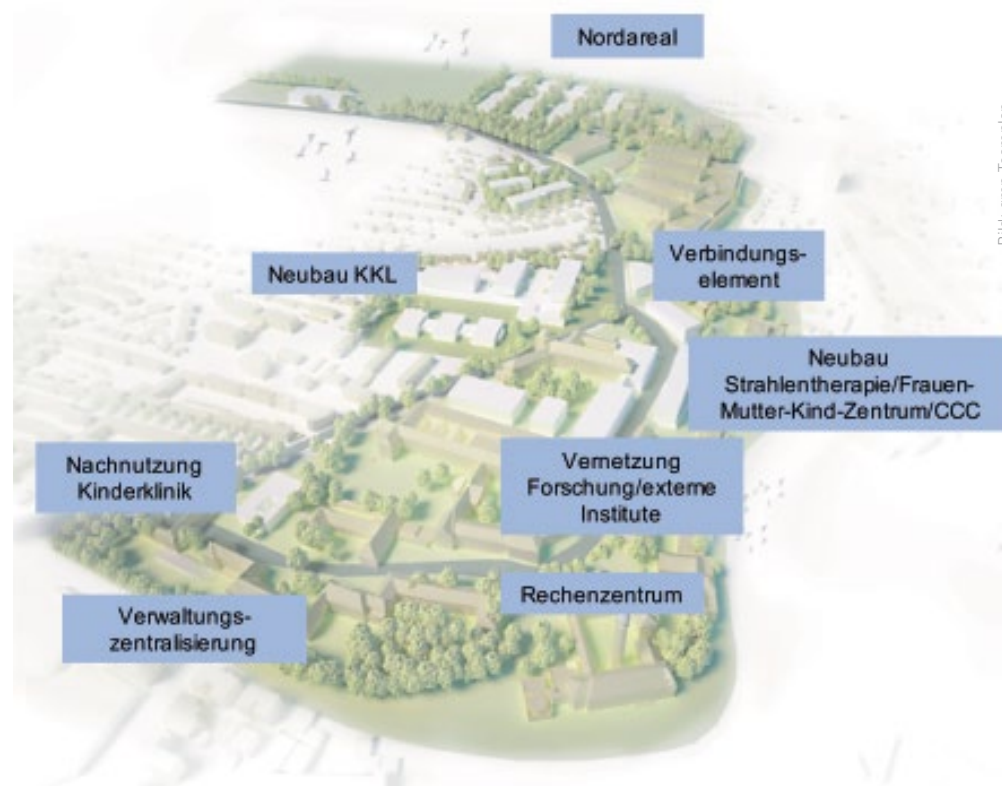 Nordareal
Verbindungs-
element
Neubau KKL
Neubau
Strahlentherapie/Frauen-
Mutter-Kind-Zentrum/CCC
Nachnutzung
Kinderklinik
Vernetzung
Forschung/externe
Institute
Rechenzentrum
Verwaltungs-
zentralisierung